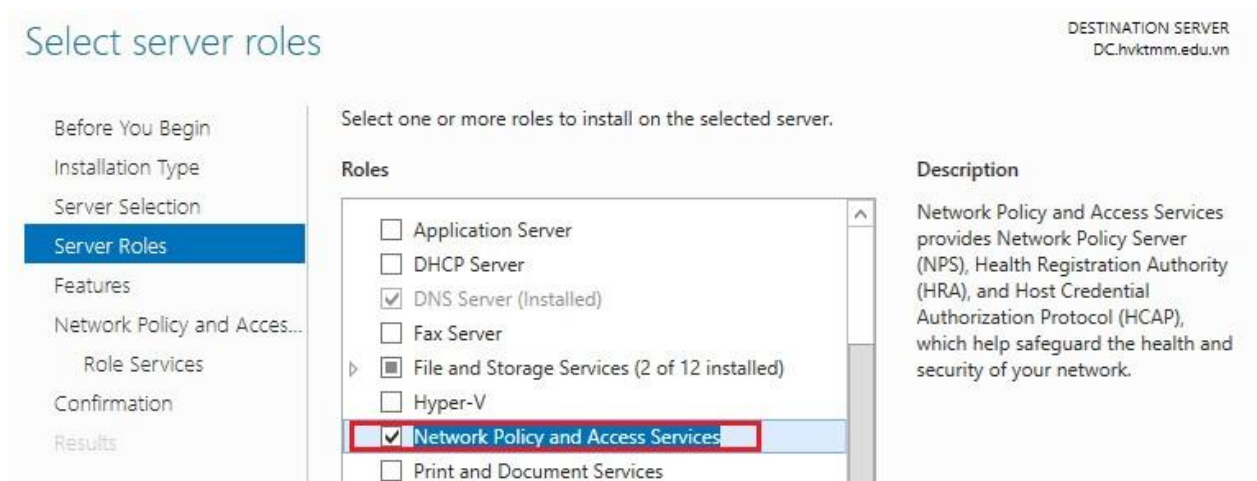 Select server roles
DESTINATION SERVER
DC.hvktmm.edu.vn
Before You Begin
Installation Type
Server Selection
Server Roles
Features
Network Policy and Acces...
Role Services
Confirmation
Results
Select one or more roles to install on the selected server.
Roles
Application Server
DHCP Server
DNS Server (Installed)
Fax Server
File and Storage Services (2 of 12 installed)
Hyper-V
Network Policy and Access Services
Print and Document Services
Description
Network Policy and Access Services
provides Network Policy Server
(NPS), Health Registration Authority
(HRA), and Host Credential
Authorization Protocol (HCAP),
which help safeguard the health and
security of your network.